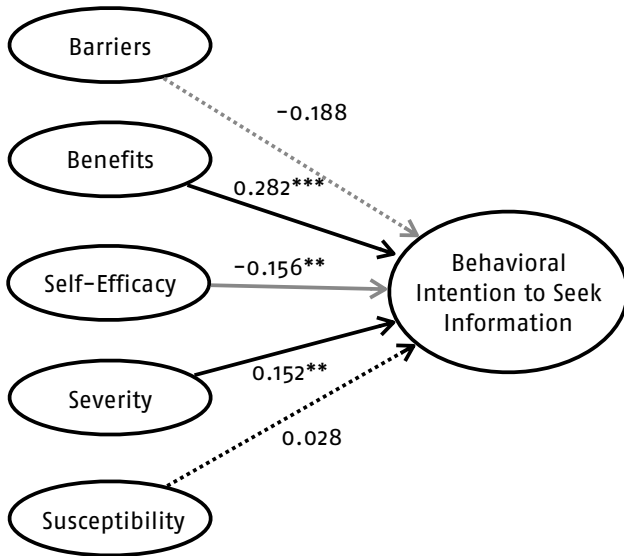 Barriers
-0.188
Benefits
0.282***
Self-Efficacy
-0.156**
Behavioral
Intention to Seek
Information
Severity
0.152**
Susceptibility
0.028